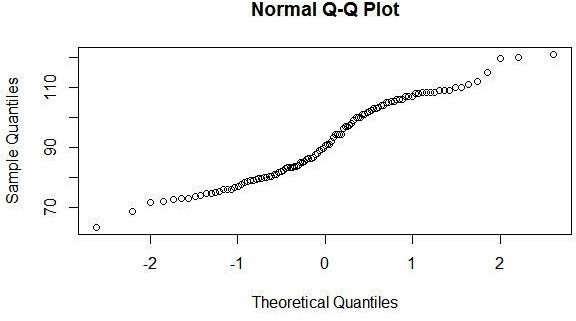 Normal Q-Q Plot
Sample Quantiles
110
90
70
-2 -1 0 1 2
Theoretical Quantiles